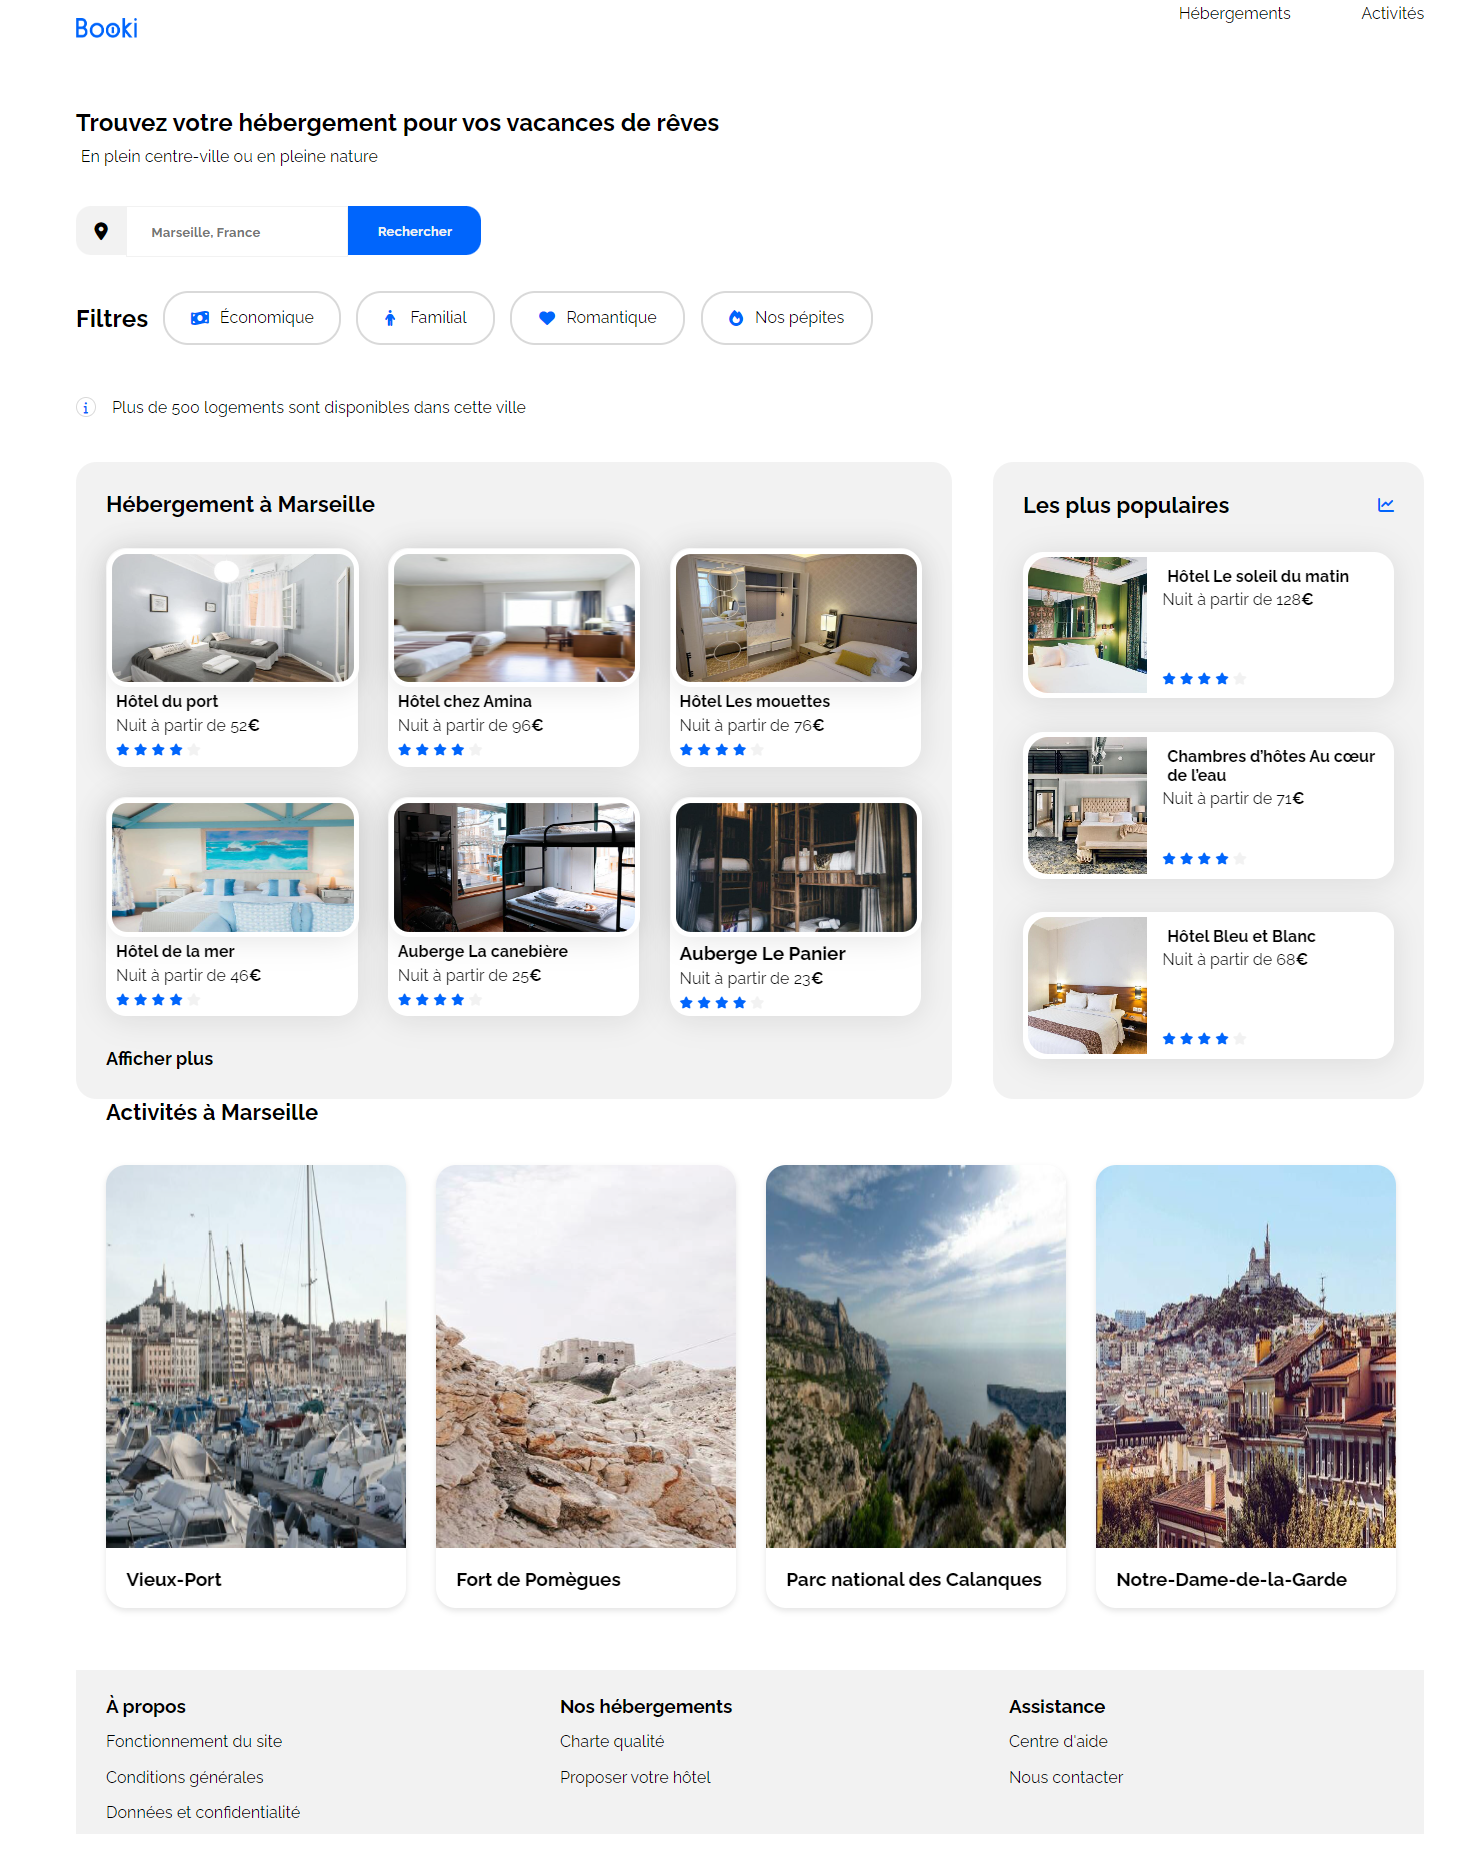 Booki
Hébergements
Activités
Trouvez votre hébergement pour vos vacances de rêves
En plein centre-ville ou en pleine nature
Marseille, France
Rechercher
Filtres
Économique
Familial
Romantique
Nos pépites
Plus de 500 logements sont disponibles dans cette ville
Hébergement à Marseille
Hôtel du port
Nuit à partir de 52€
Hôtel chez Amina
Nuit à partir de 96€
Hôtel Les mouettes
Nuit à partir de 76€
Hôtel de la mer
Nuit à partir de 46€
Auberge La canebière
Nuit à partir de 25€
Auberge Le Panier
Nuit à partir de 23€
Afficher plus
Les plus populaires
Hôtel Le soleil du matin
Nuit à partir de 128€
Chambres d'hôtes Au cœur
de l'eau
Nuit à partir de 71€
Hôtel Bleu et Blanc
Nuit à partir de 68€
Activités à Marseille
Vieux-Port
Fort de Pomègues
Parc national des Calanques
Notre-Dame-de-la-Garde
À propos
Fonctionnement du site
Conditions générales
Données et confidentialité
Nos hébergements
Charte qualité
Proposer votre hôtel
Assistance
Centre d'aide
Nous contacter